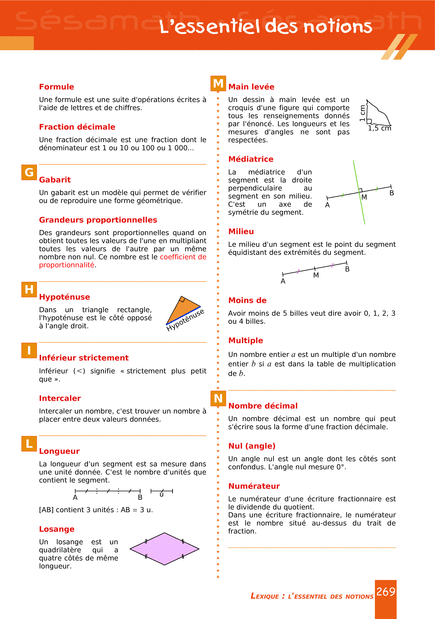 Sésamath Sésamath
L'essentiel des notions
Formule
Une formule est une suite d'opérations écrites à
l'aide de lettres et de chiffres.
Fraction décimale
Une fraction décimale est une fraction dont le
dénominateur est 1 ou 10 ou 100 ou 1 000...
G
Gabarit
Un gabarit est un modèle qui permet de vérifier
ou de reproduire une forme géométrique.
Grandeurs proportionnelles
Des grandeurs sont proportionnelles quand on
obtient toutes les valeurs de l'une en multipliant
toutes les valeurs de l'autre par un même
nombre non nul. Ce nombre est le coefficient de
proportionnalité.
H
Hypoténuse
Dans un triangle rectangle,
l'hypoténuse est le côté opposé
à l'angle droit.
Hypoténuse
I
Inférieur strictement
Inférieur (<) signifie « strictement plus petit
que ».
Intercaler
Intercaler un nombre, c'est trouver un nombre à
placer entre deux valeurs données.
L
Longueur
La longueur d'un segment est sa mesure dans
une unité donnée. C'est le nombre d'unités que
contient le segment.
A B u
[AB] contient 3 unités : AB = 3 u.
Losange
Un losange est un
quadrilatère qui a
quatre côtés de même
longueur.
M
Main levée
Un dessin à main levée est un
croquis d'une figure qui comporte
tous les renseignements donnés
par l'énoncé. Les longueurs et les
mesures d'angles ne sont pas
respectées.
1 cm
1,5 cm
Médiatrice
La médiatrice d'un
segment est la droite
perpendiculaire au
segment en son milieu.
C'est un axe de
symétrie du segment.
A M B
Milieu
Le milieu d'un segment est le point du segment
équidistant des extrémités du segment.
A M B
Moins de
Avoir moins de 5 billes veut dire avoir 0, 1, 2, 3
ou 4 billes.
Multiple
Un nombre entier a est un multiple d'un nombre
entier b si a est dans la table de multiplication
de b.
N
Nombre décimal
Un nombre décimal est un nombre qui peut
s'écrire sous la forme d'une fraction décimale.
Nul (angle)
Un angle nul est un angle dont les côtés sont
confondus. L'angle nul mesure 0°.
Numérateur
Le numérateur d'une écriture fractionnaire est
le dividende du quotient.
Dans une écriture fractionnaire, le numérateur
est le nombre situé au-dessus du trait de
fraction.
Lexique : l'essentiel des notions 269